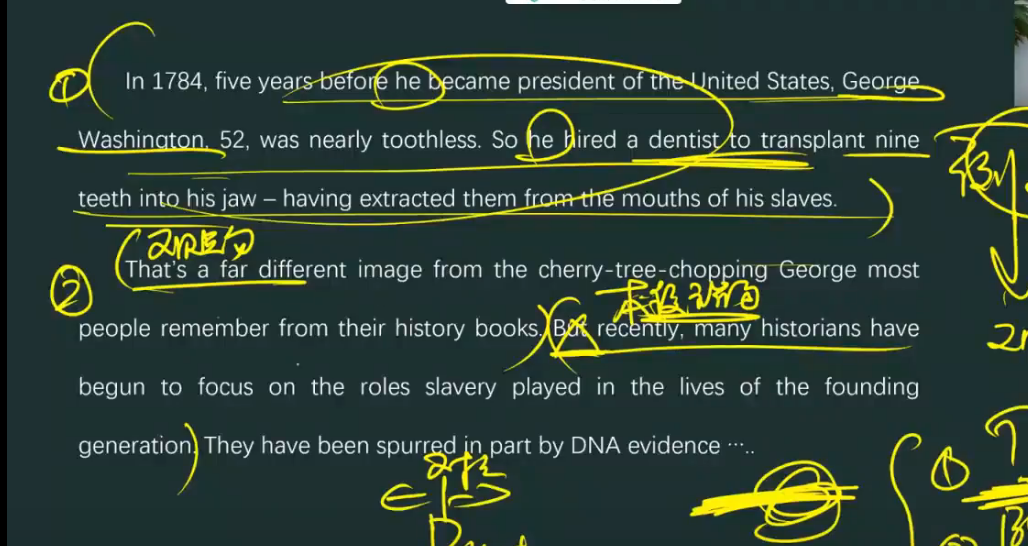 ①
In 1784, five years before he became president of the United States, George
Washington, 52, was nearly toothless. So he hired a dentist to transplant nine
teeth into his jaw – having extracted them from the mouths of his slaves.
②
That's a far different image from the cherry-tree-chopping George most
people remember from their history books. But recently, many historians have
begun to focus on the roles slavery played in the lives of the founding
generation. They have been spurred in part by DNA evidence ···..
①